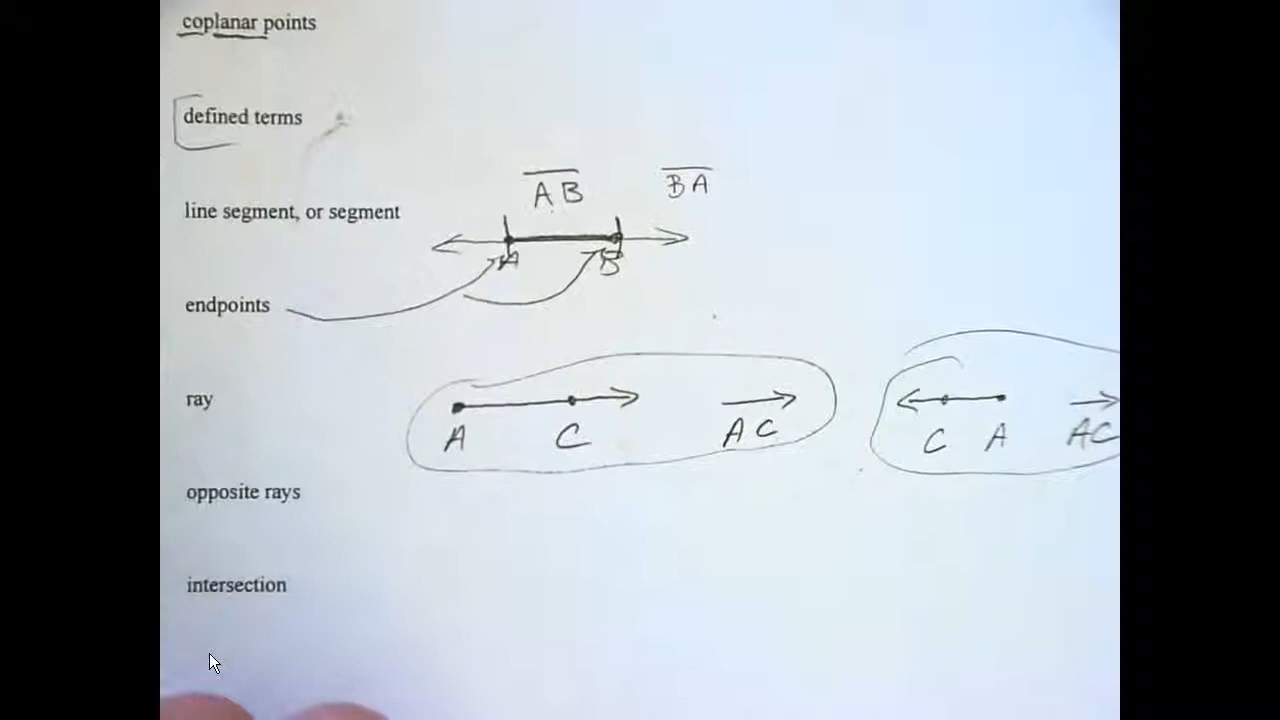 coplanar points
defined terms
AB BA
line segment, or segment
A B
endpoints
ray
A C AC
C A AC
opposite rays
intersection